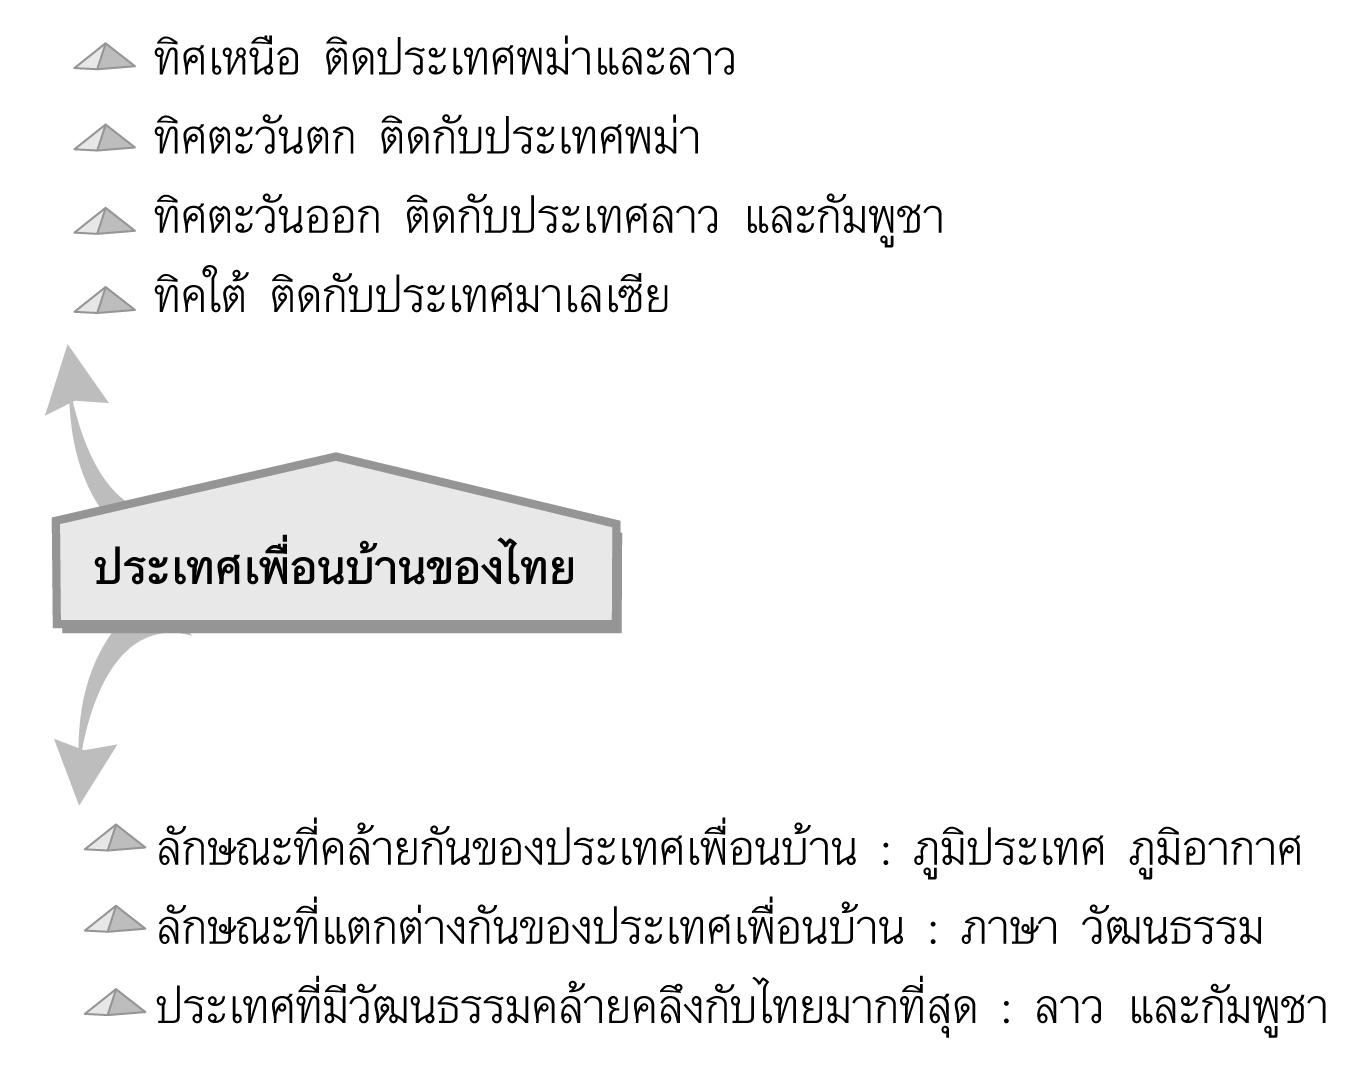 ทิศเหนือ ติดประเทศพม่าและลาว
ทิศตะวันตก ติดกับประเทศพม่า
ทิศตะวันออก ติดกับประเทศลาว และกัมพูชา
ทิคใต้ ติดกับประเทศมาเลเซีย
ประเทศเพื่อนบ้านของไทย
ลักษณะที่คล้ายกันของประเทศเพื่อนบ้าน : ภูมิประเทศ ภูมิอากาศ
ลักษณะที่แตกต่างกันของประเทศเพื่อนบ้าน : ภาษา วัฒนธรรม
ประเทศที่มีวัฒนธรรมคล้ายคลึงกับไทยมากที่สุด : ลาว และกัมพูชา